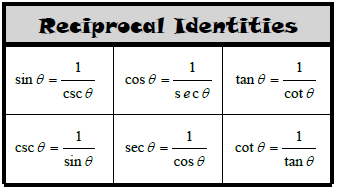 Reciprocal Identities
sin θ = 1/csc θ    cos θ = 1/sec θ    tan θ = 1/cot θ
csc θ = 1/sin θ    sec θ = 1/cos θ    cot θ = 1/tan θ